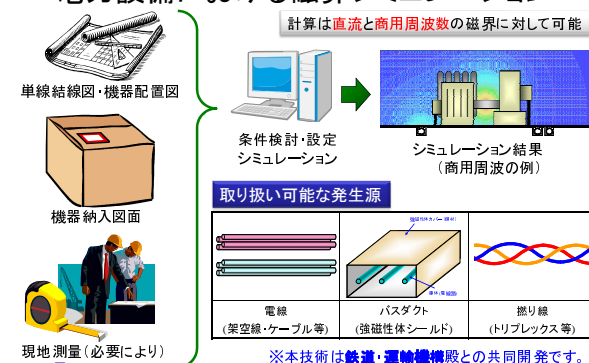 計算は直流と商用周波数の磁界に対して可能
単線結線図・機器配置図
条件検討・設定
シミュレーション
シミュレーション結果
（商用周波の例）
機器納入図面
取り扱い可能な発生源
電線
(架空線・ケーブル等)
バスダクト
(強磁性体シールド)
撚り線
(トリプレックス等)
現地測量(必要により)
※本技術は鉄道・運輸機構殿との共同開発です。